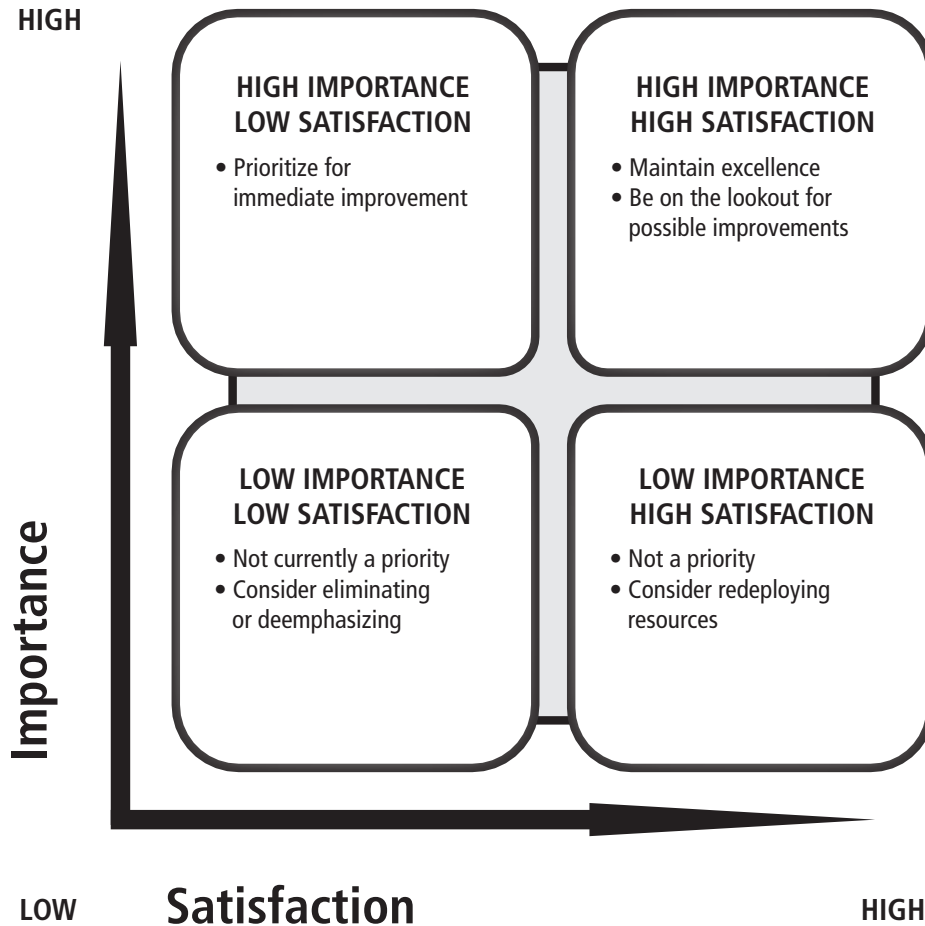 HIGH
HIGH IMPORTANCE
LOW SATISFACTION
• Prioritize for
immediate improvement
HIGH IMPORTANCE
HIGH SATISFACTION
• Maintain excellence
• Be on the lookout for
possible improvements
Importance
LOW IMPORTANCE
LOW SATISFACTION
• Not currently a priority
• Consider eliminating
or deemphasizing
LOW IMPORTANCE
HIGH SATISFACTION
• Not a priority
• Consider redeploying
resources
LOW
Satisfaction
HIGH